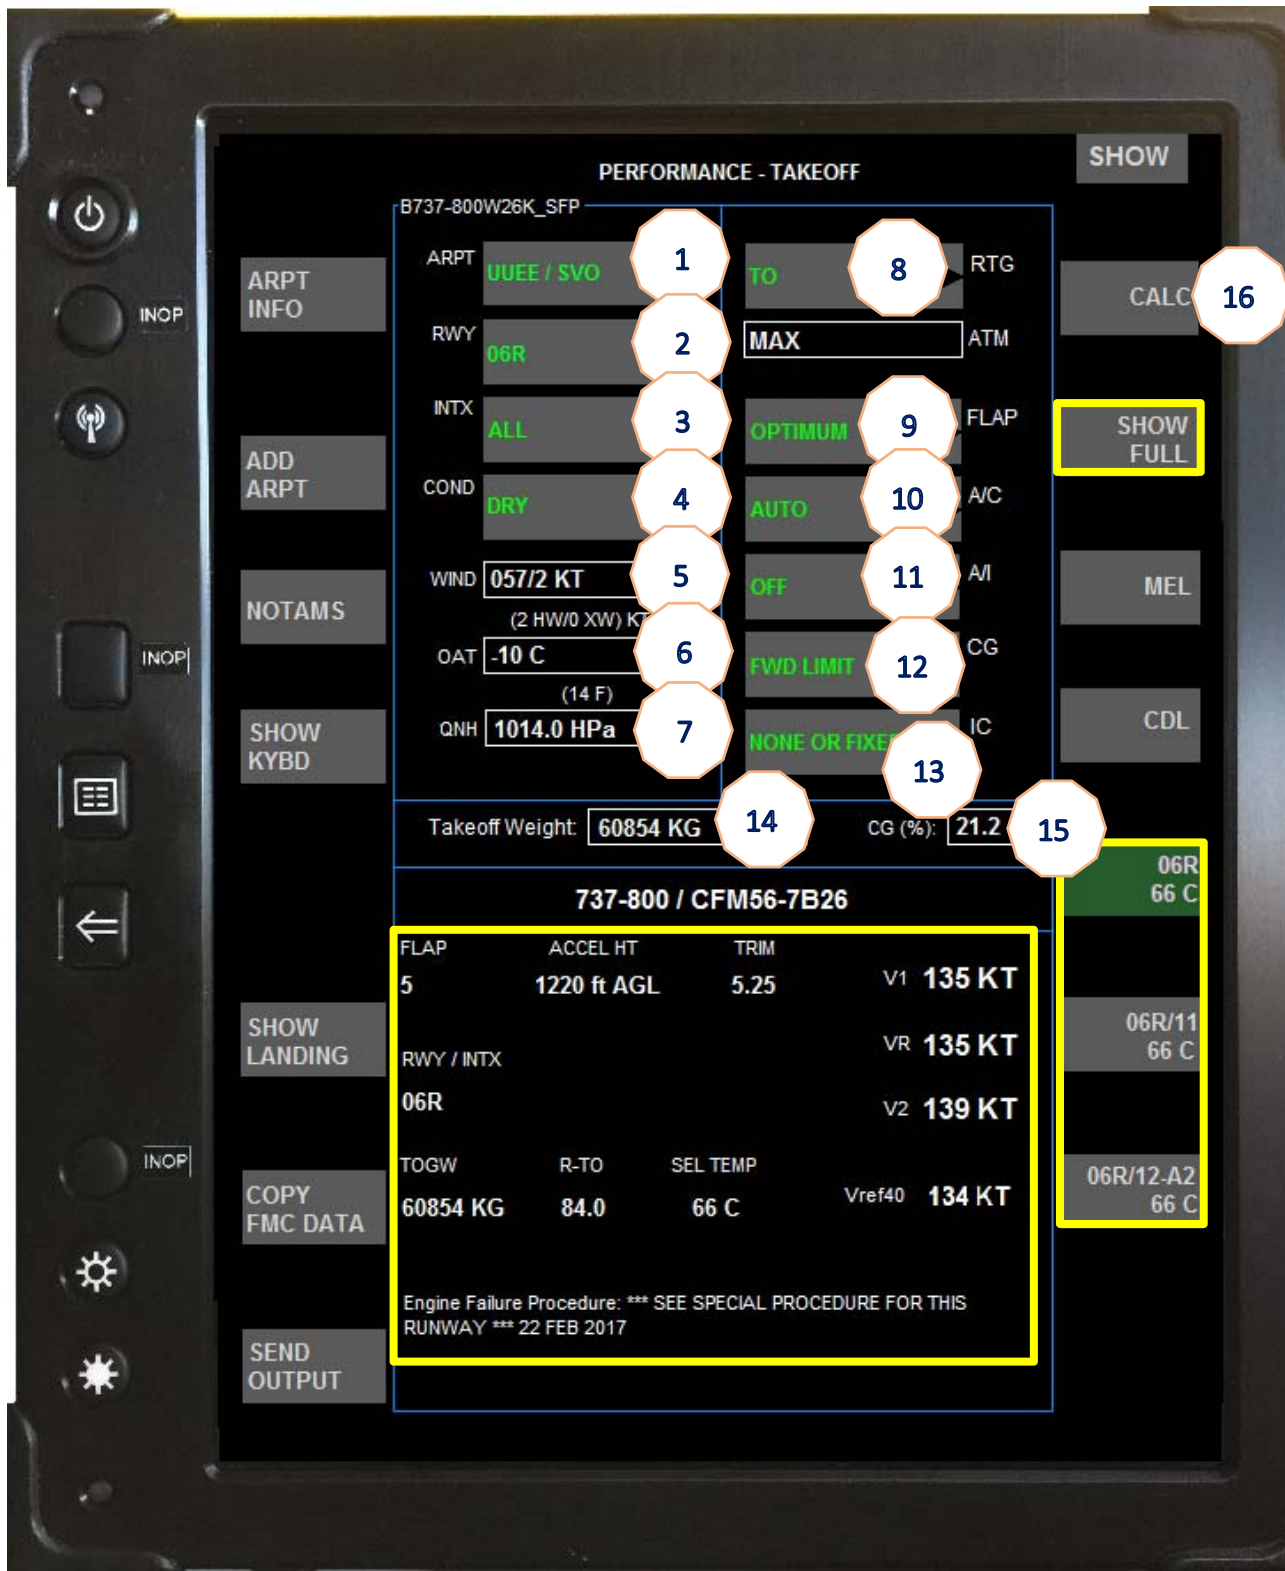 SHOW
PERFORMANCE - TAKEOFF
B737-800W26K_SFP
ARPT UUEE / SVO 1
RWY 06R 2
INTX ALL 3
COND DRY 4
WIND 057/2 KT 5
(2 HW/0 XW) KT
OAT -10 C 6
(14 F)
QNH 1014.0 HPa 7
TO 8 RTG
MAX ATM
OPTIMUM 9 FLAP
AUTO 10 A/C
OFF 11 A/I
FWD LIMIT 12 CG
NONE OR FIXED 13 IC
Takeoff Weight: 60854 KG 14 CG (%): 21.2 15
737-800 / CFM56-7B26
FLAP ACCEL HT TRIM
5 1220 ft AGL 5.25 V1 135 KT
RWY / INTX VR 135 KT
06R V2 139 KT
TOGW R-TO SEL TEMP
60854 KG 84.0 66 C Vref40 134 KT
Engine Failure Procedure: *** SEE SPECIAL PROCEDURE FOR THIS
RUNWAY *** 22 FEB 2017
ARPT
INFO
ADD
ARPT
NOTAMS
SHOW
KYBD
SHOW
LANDING
COPY
FMC DATA
SEND
OUTPUT
CALC 16
SHOW
FULL
MEL
CDL
06R
66 C
06R/11
66 C
06R/12-A2
66 C
INOP
INOP
INOP